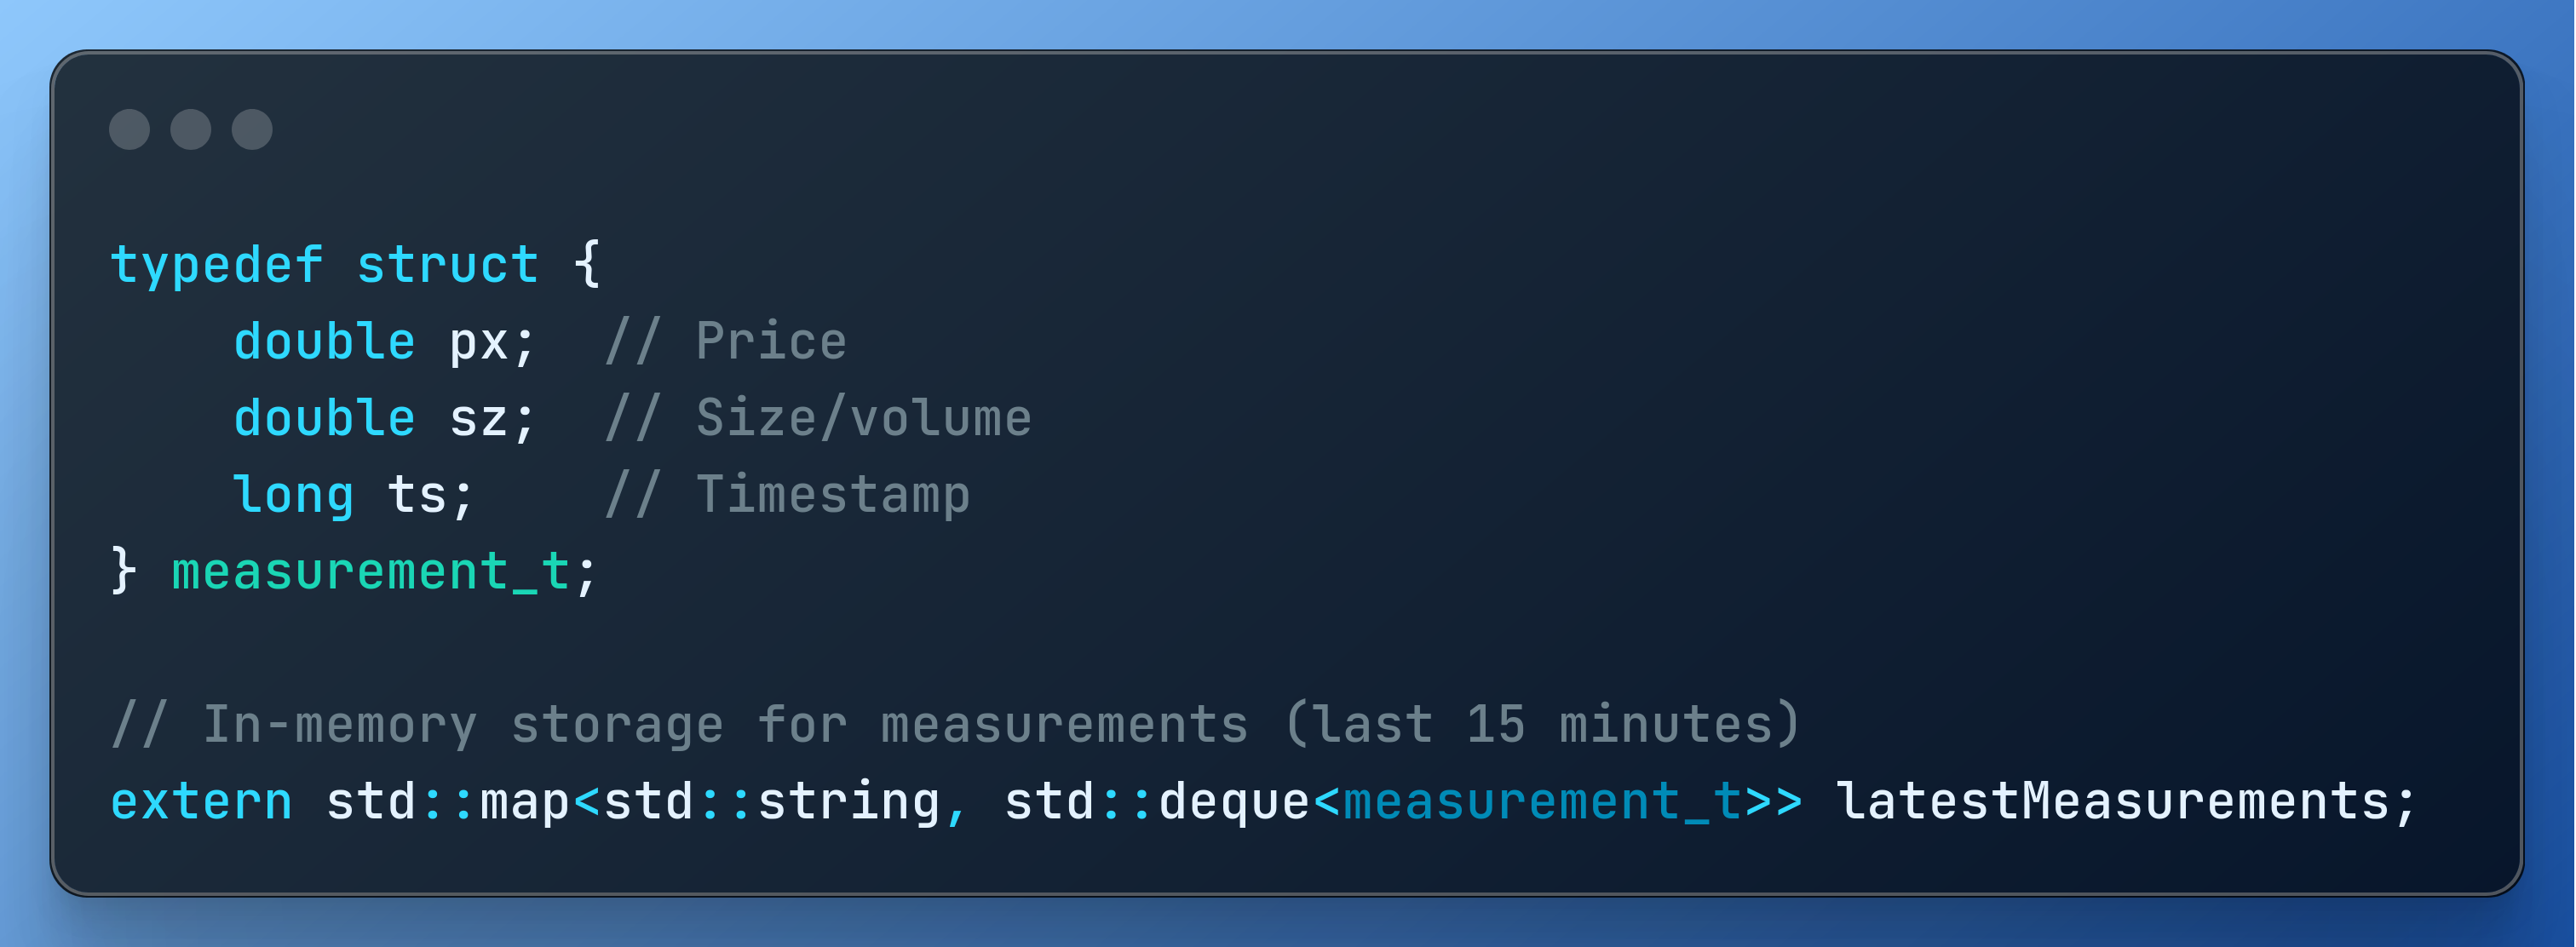 typedef struct {
    double px;  // Price
    double sz;  // Size/volume
    long ts;    // Timestamp
} measurement_t;

// In-memory storage for measurements (last 15 minutes)
extern std::map<std::string, std::deque<measurement_t>> latestMeasurements;